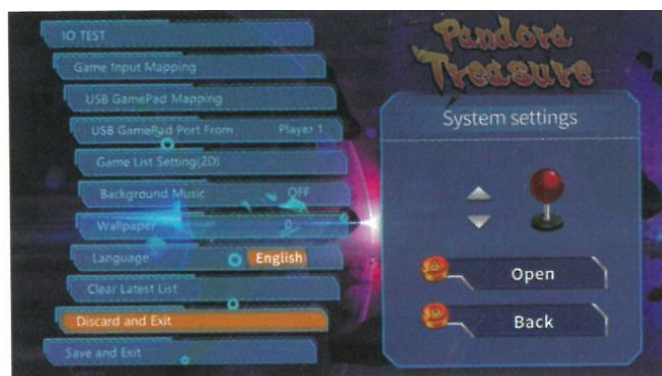 IO TEST
Game Input Mapping
USB GamePad Mapping
USB GamePad Port From Player 1
Game List Setting(2D)
Background Music OFF
Wallpaper 0
Language English
Clear Latest List
Discard and Exit
Save and Exit
Pandora
Treasure
System settings
Open
Back